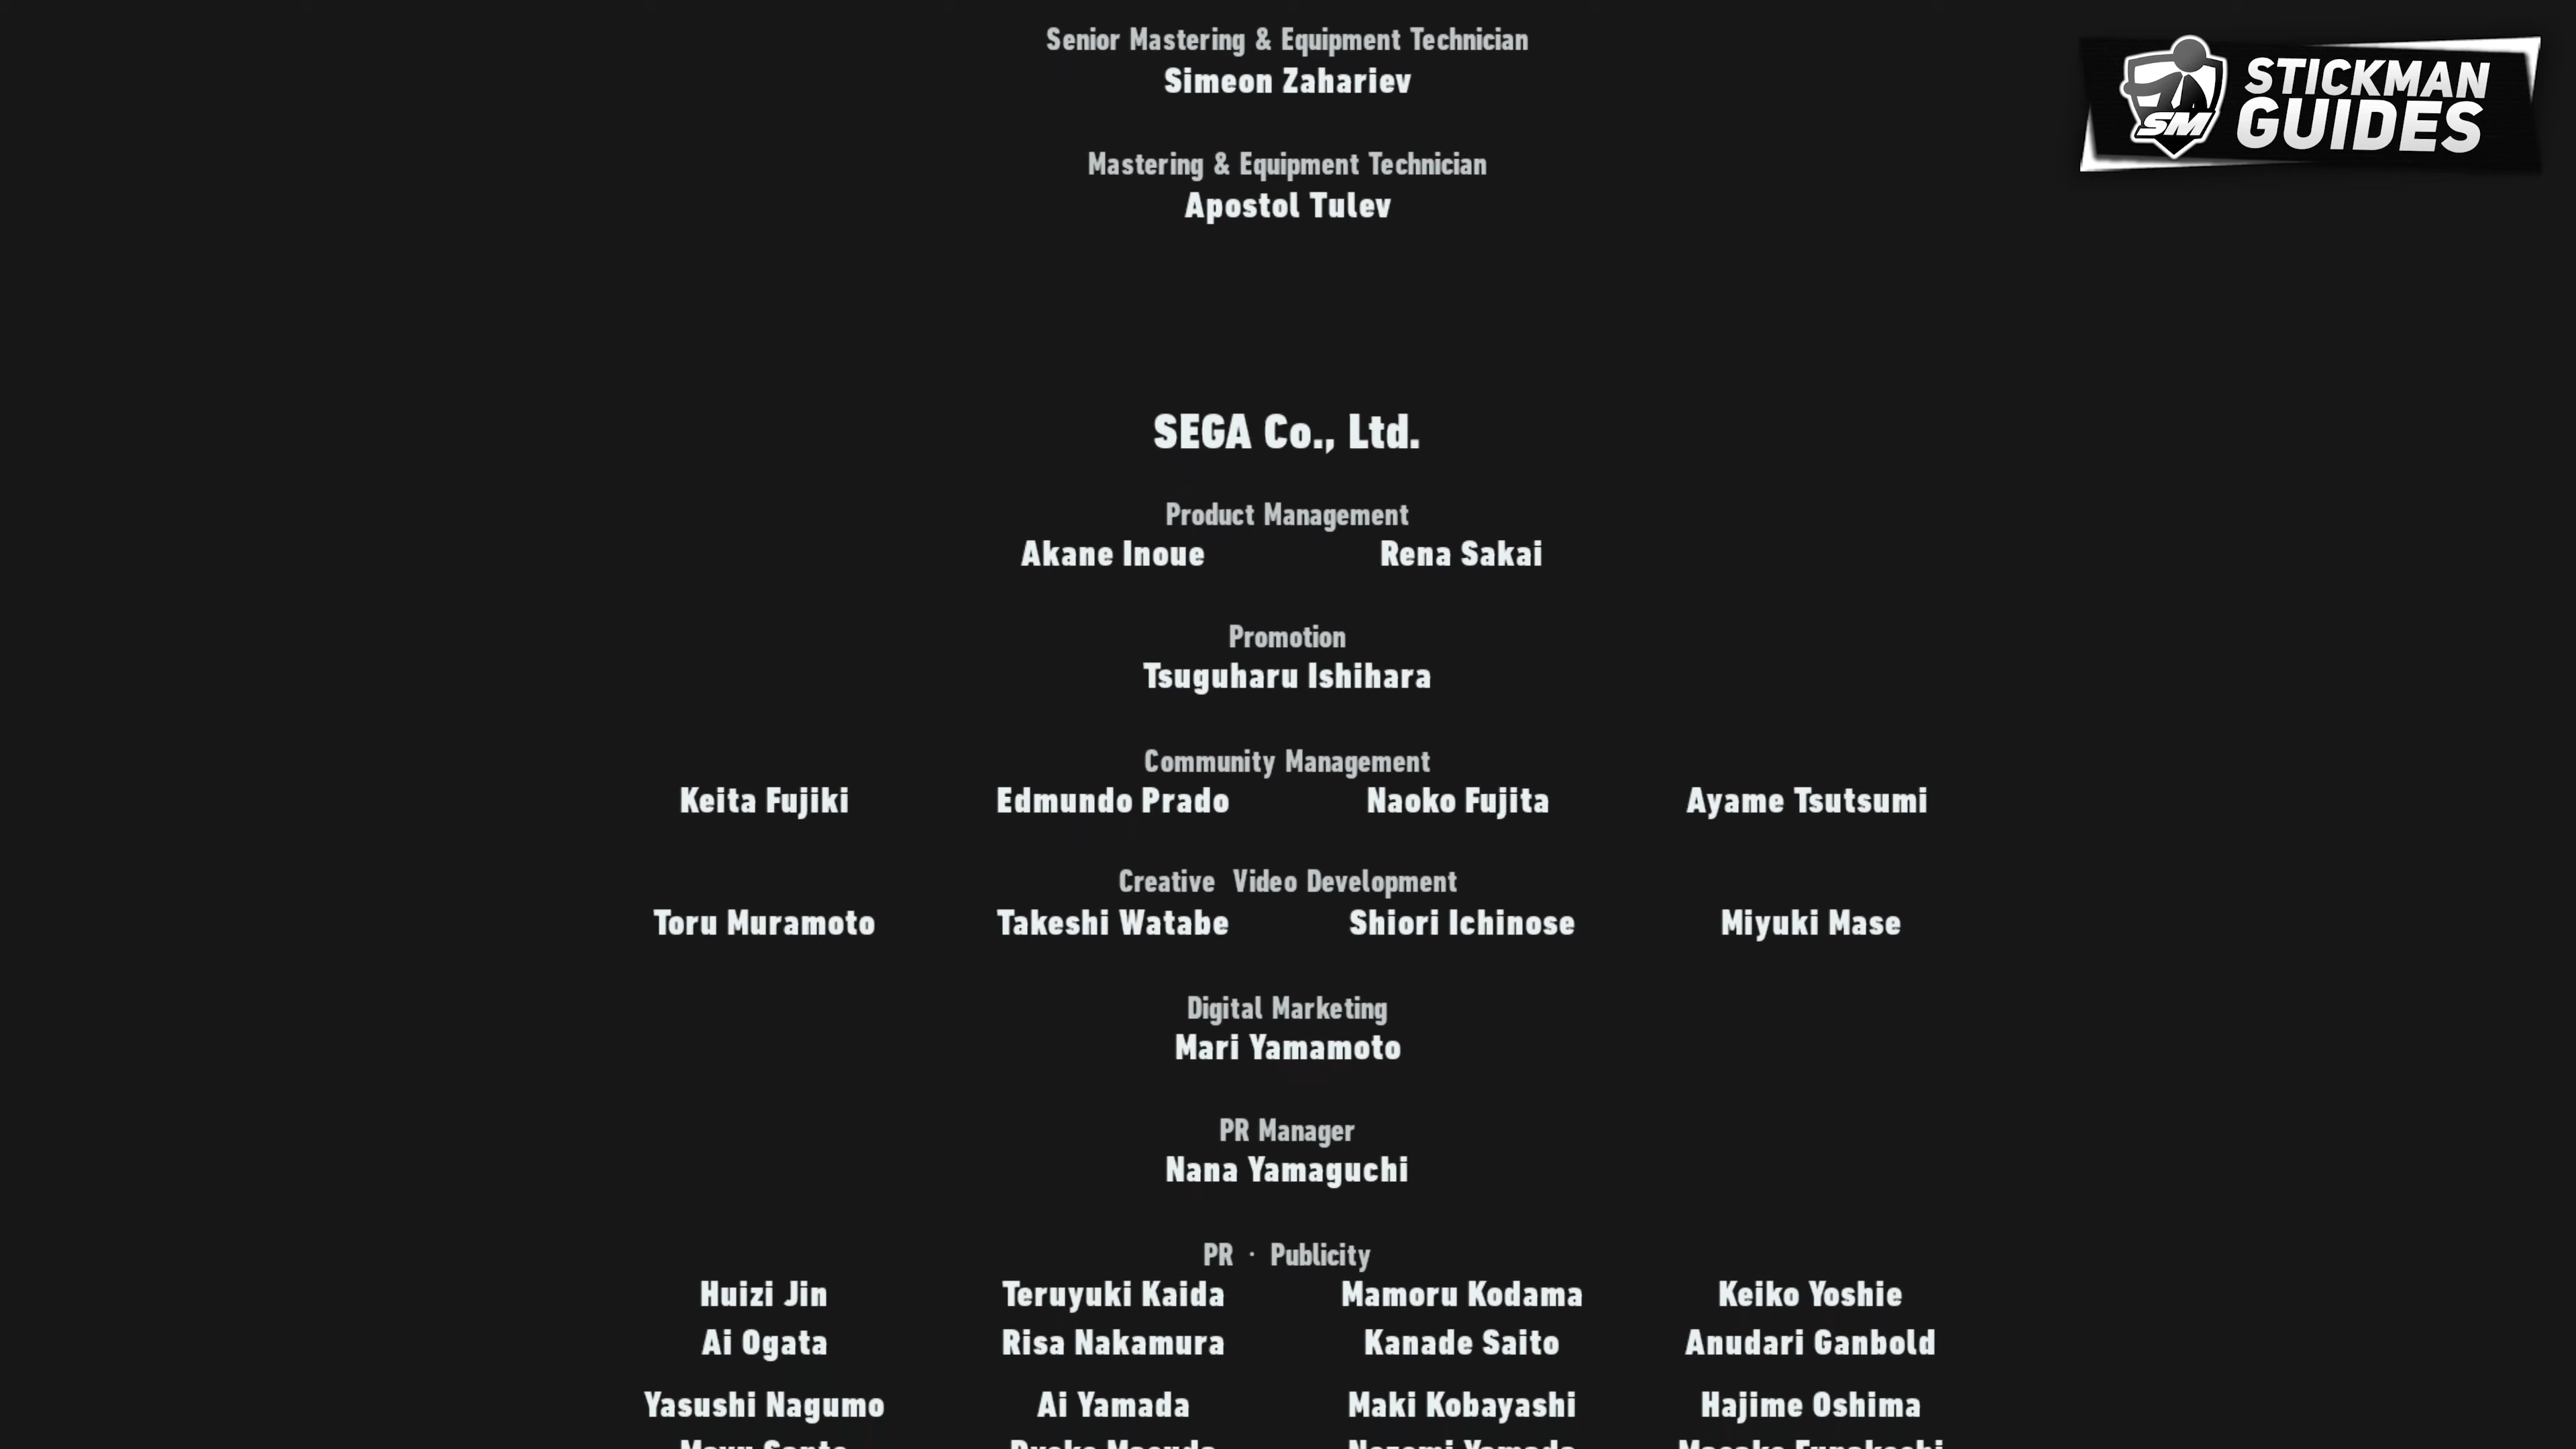 Senior Mastering & Equipment Technician
Simeon Zahariev
Mastering & Equipment Technician
Apostol Tulev
STICKMAN
GUIDES
SM
SEGA Co., Ltd.
Product Management
Akane Inoue Rena Sakai
Promotion
Tsuguharu Ishihara
Community Management
Keita Fujiki Edmundo Prado Naoko Fujita Ayame Tsutsumi
Creative Video Development
Toru Muramoto Takeshi Watabe Shiori Ichinose Miyuki Mase
Digital Marketing
Mari Yamamoto
PR Manager
Nana Yamaguchi
PR · Publicity
Huizi Jin Teruyuki Kaida Mamoru Kodama Keiko Yoshie
Ai Ogata Risa Nakamura Kanade Saito Anudari Ganbold
Yasushi Nagumo Ai Yamada Maki Kobayashi Hajime Oshima